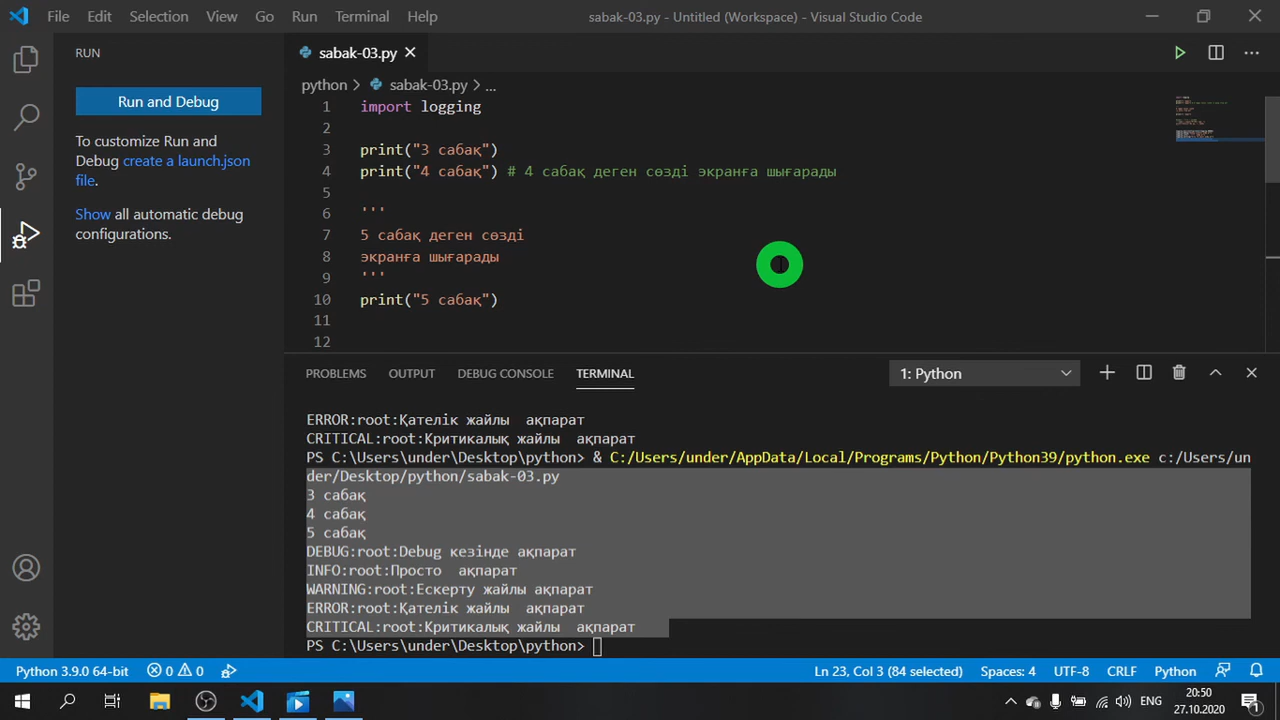 File Edit Selection View Go Run Terminal Help
sabak-03.py - Untitled (Workspace) - Visual Studio Code
RUN
Run and Debug
To customize Run and
Debug create a launch.json
file.
Show all automatic debug
configurations.
sabak-03.py
python > sabak-03.py > ...
1 import logging
2
3 print("3 сабақ")
4 print("4 сабақ") # 4 сабақ деген сөзді экранға шығарады
5
6 '''
7 5 сабақ деген сөзді
8 экранға шығарады
9 '''
10 print("5 сабақ")
11
12
PROBLEMS OUTPUT DEBUG CONSOLE TERMINAL
1: Python
ERROR:root:Қателік жайлы  ақпарат
CRITICAL:root:Критикалық жайлы  ақпарат
PS C:\Users\under\Desktop\python> & C:/Users/under/AppData/Local/Programs/Python/Python39/python.exe c:/Users/un
der/Desktop/python/sabak-03.py
3 сабақ
4 сабақ
5 сабақ
DEBUG:root:Debug кезінде ақпарат
INFO:root:Просто  ақпарат
WARNING:root:Ескерту жайлы ақпарат
ERROR:root:Қателік жайлы  ақпарат
CRITICAL:root:Критикалық жайлы  ақпарат
PS C:\Users\under\Desktop\python>
Python 3.9.0 64-bit 0 0 Ln 23, Col 3 (84 selected) Spaces: 4 UTF-8 CRLF Python
ENG
20:50
27.10.2020
1